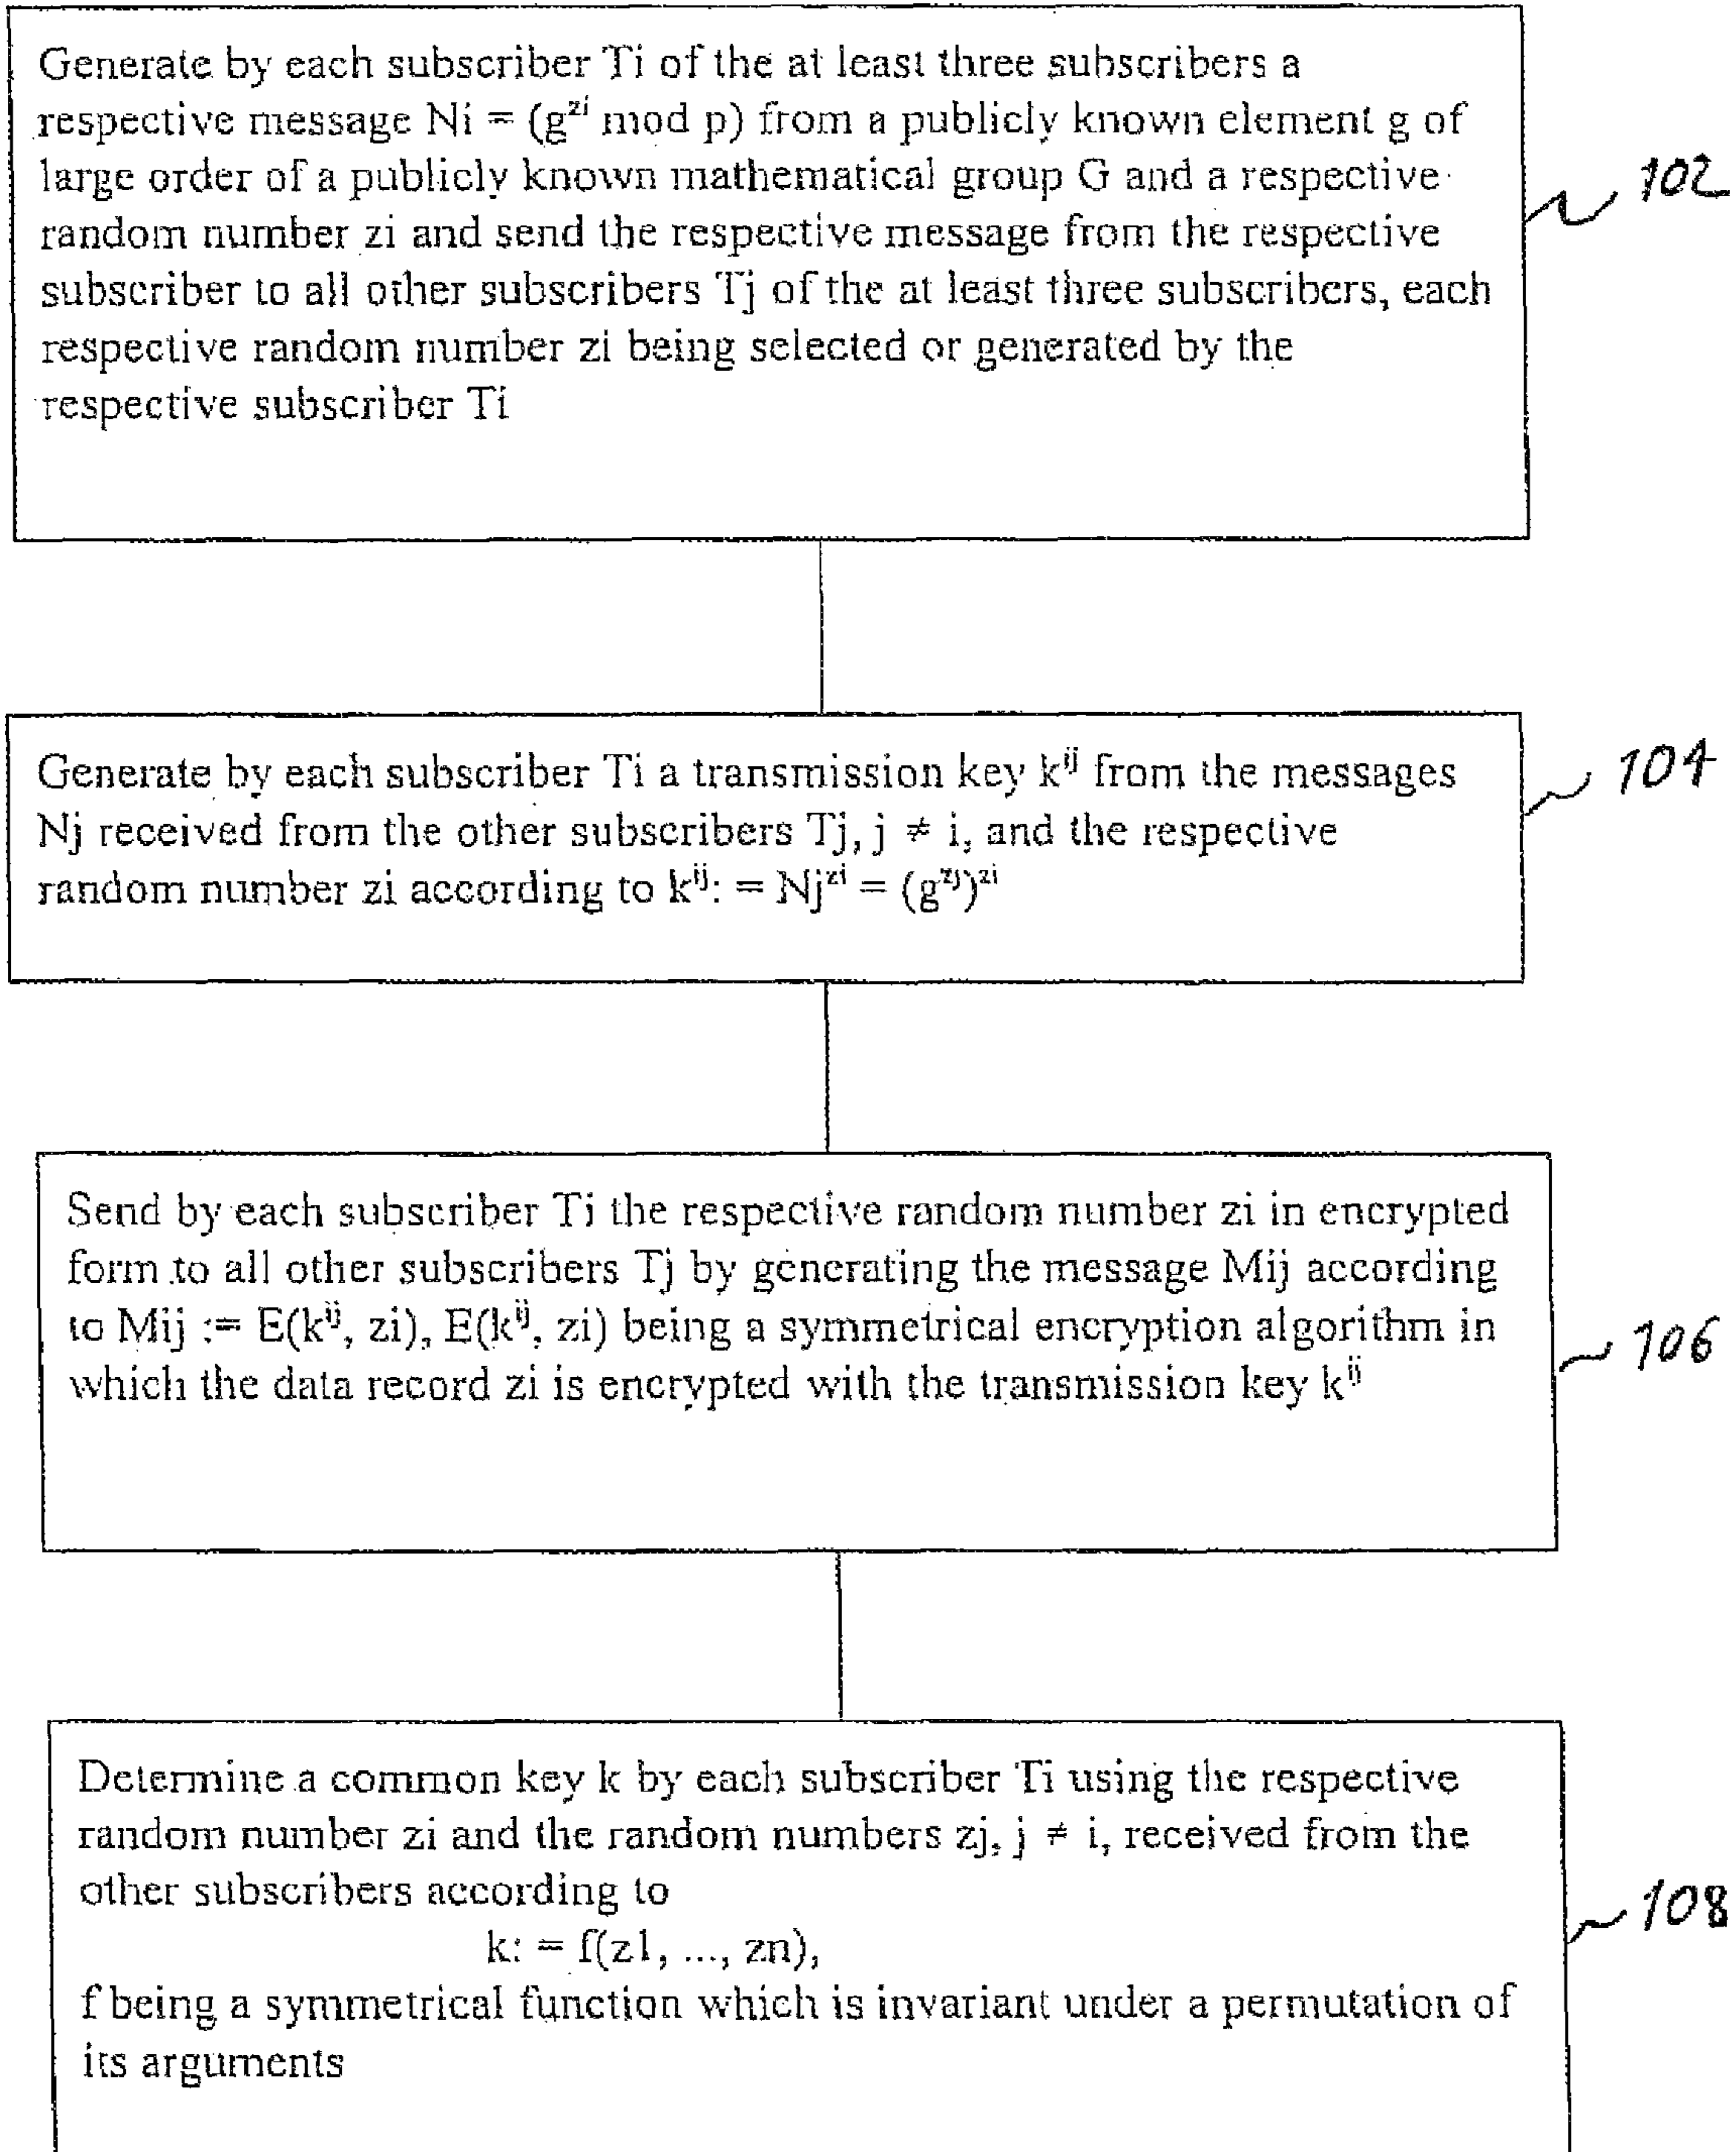 Generate by each subscriber Ti of the at least three subscribers a
respective message Ni = (g^zi mod p) from a publicly known element g of
large order of a publicly known mathematical group G and a respective
random number zi and send the respective message from the respective
subscriber to all other subscribers Tj of the at least three subscribers, each
respective random number zi being selected or generated by the
respective subscriber Ti
102
Generate by each subscriber Ti a transmission key k^ij from the messages
Nj received from the other subscribers Tj, j ≠ i, and the respective
random number zi according to k^ij: = Nj^zi = (g^zj)^zi
104
Send by each subscriber Ti the respective random number zi in encrypted
form to all other subscribers Tj by generating the message Mij according
to Mij := E(k^ij, zi), E(k^ij, zi) being a symmetrical encryption algorithm in
which the data record zi is encrypted with the transmission key k^ij
106
Determine a common key k by each subscriber Ti using the respective
random number zi and the random numbers zj, j ≠ i, received from the
other subscribers according to
k: = f(z1, ..., zn),
f being a symmetrical function which is invariant under a permutation of
its arguments
108